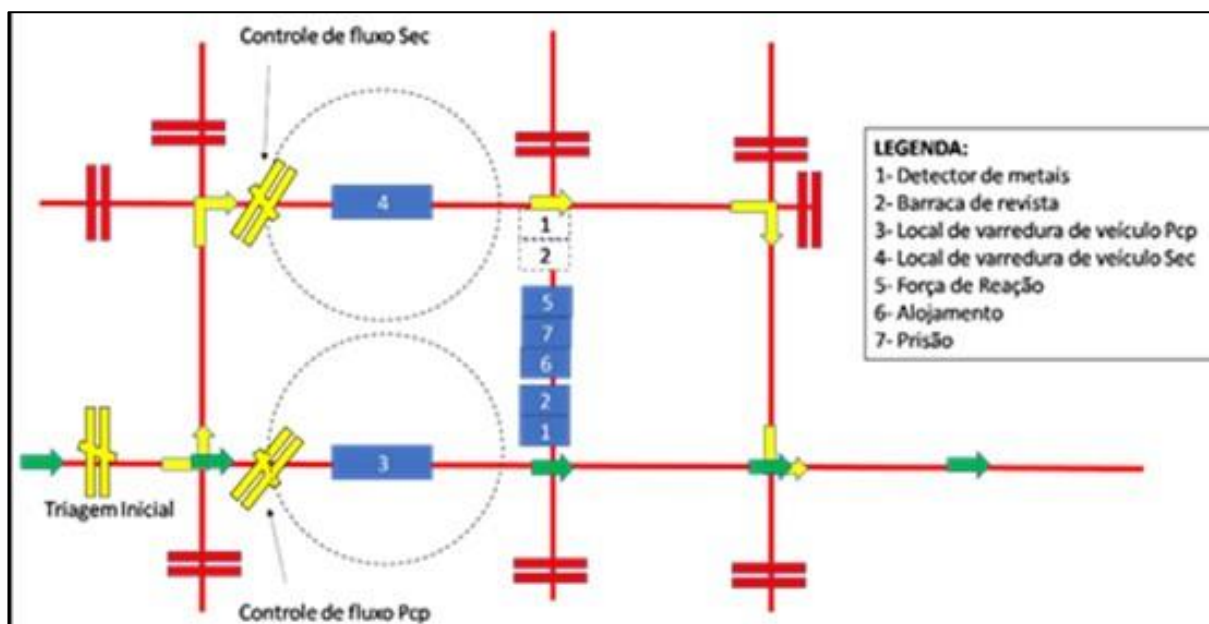 Controle de fluxo Sec
4
1
2
5
7
6
2
1
3
Triagem Inicial
Controle de fluxo Pcp
LEGENDA:
1- Detector de metais
2- Barraca de revista
3- Local de varredura de veículo Pcp
4- Local de varredura de veículo Sec
5- Força de Reação
6- Alojamento
7- Prisão